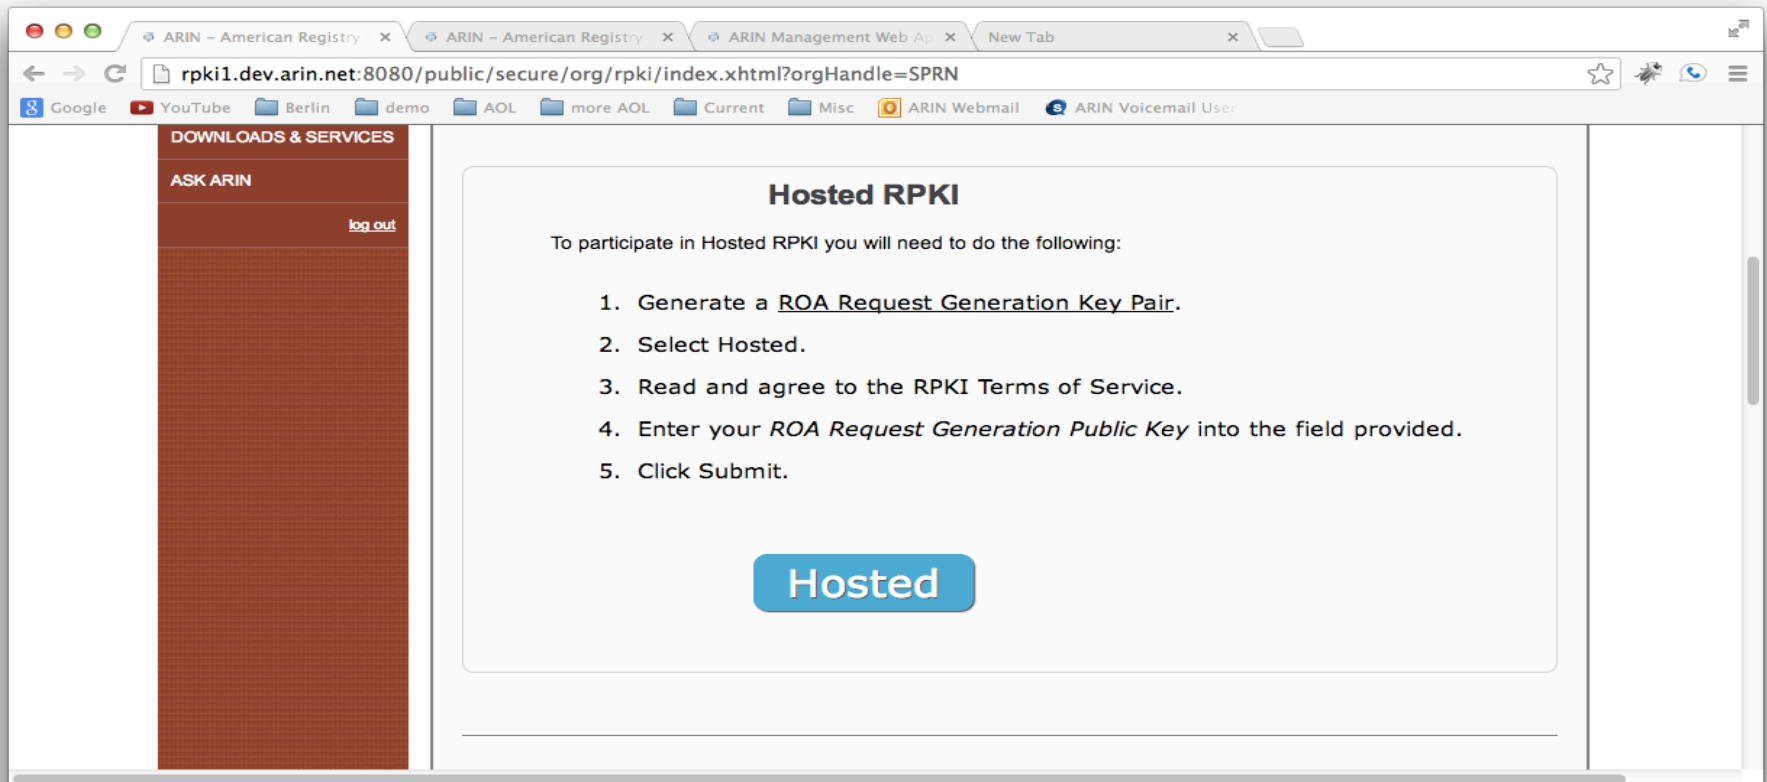 ARIN – American Registry
ARIN – American Registry
ARIN Management Web Ap
New Tab
rpki1.dev.arin.net:8080/public/secure/org/rpki/index.xhtml?orgHandle=SPRN
Google YouTube Berlin demo AOL more AOL Current Misc ARIN Webmail ARIN Voicemail User
DOWNLOADS & SERVICES
ASK ARIN
log out
Hosted RPKI
To participate in Hosted RPKI you will need to do the following:
1. Generate a ROA Request Generation Key Pair.
2. Select Hosted.
3. Read and agree to the RPKI Terms of Service.
4. Enter your ROA Request Generation Public Key into the field provided.
5. Click Submit.
Hosted